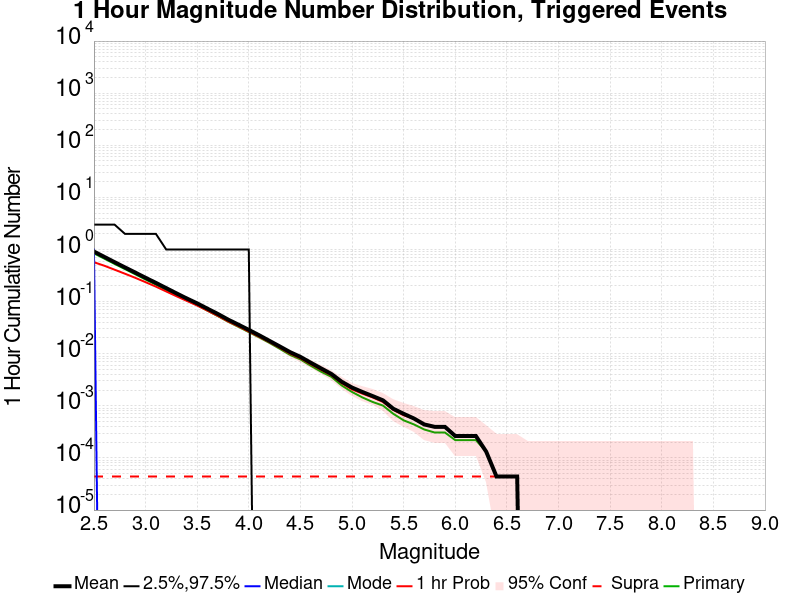 1 Hour Magnitude Number Distribution, Triggered Events
1 Hour Cumulative Number
10^4
10^3
10^2
10^1
10^0
10^-1
10^-2
10^-3
10^-4
10^-5
2.5 3.0 3.5 4.0 4.5 5.0 5.5 6.0 6.5 7.0 7.5 8.0 8.5 9.0
Magnitude
Mean 2.5%,97.5% Median Mode 1 hr Prob 95% Conf Supra Primary